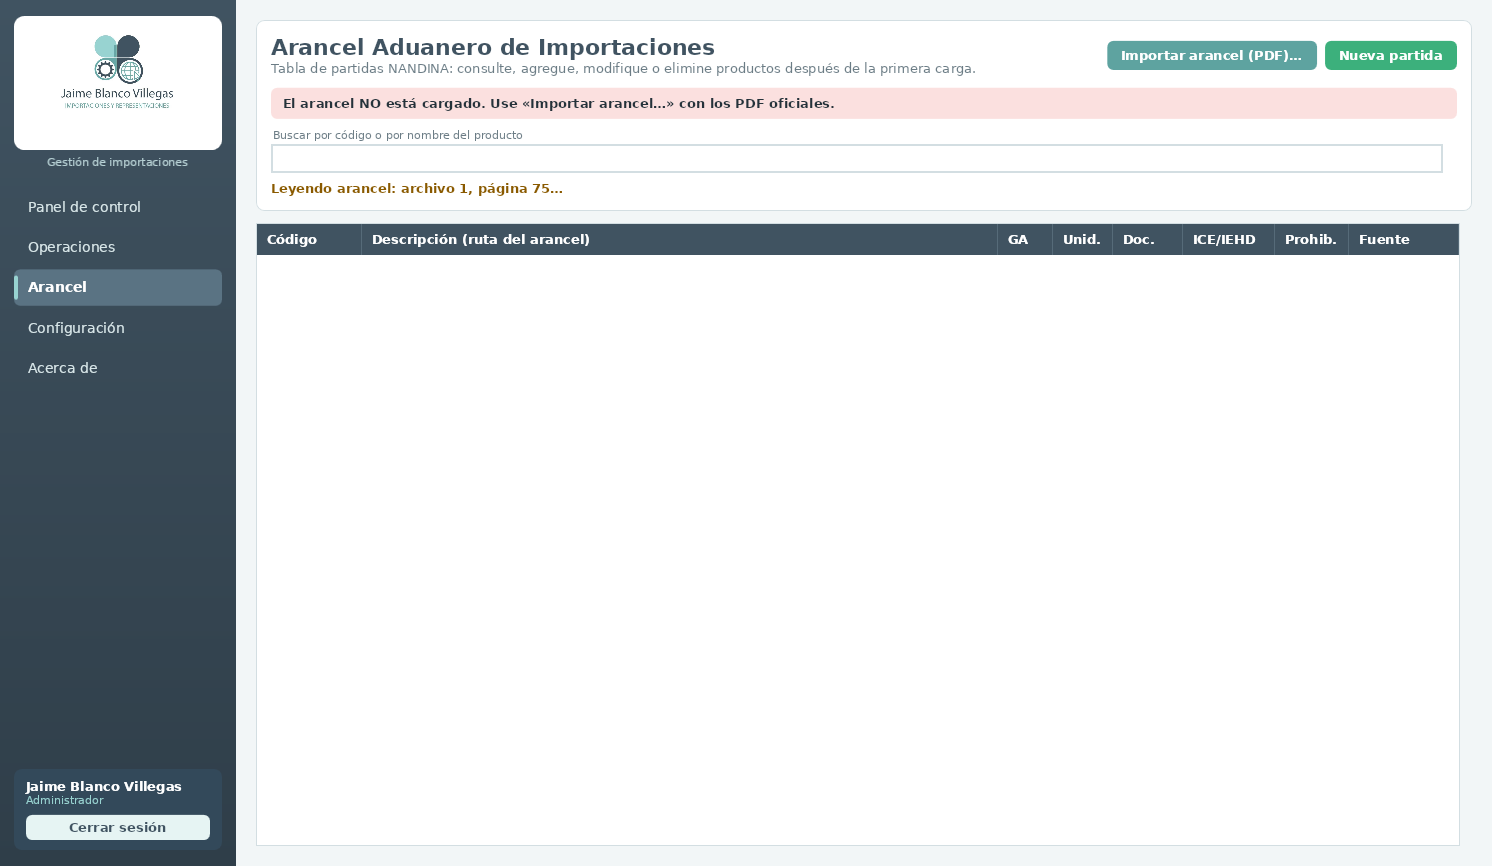 Jaime Blanco Villegas
IMPORTACIONES Y REPRESENTACIONES
Gestión de importaciones
Panel de control
Operaciones
Arancel
Configuración
Acerca de
Jaime Blanco Villegas
Administrador
Cerrar sesión
Arancel Aduanero de Importaciones
Tabla de partidas NANDINA: consulte, agregue, modifique o elimine productos después de la primera carga.
Importar arancel (PDF)...
Nueva partida
El arancel NO está cargado. Use «Importar arancel...» con los PDF oficiales.
Buscar por código o por nombre del producto
Leyendo arancel: archivo 1, página 75...
Código Descripción (ruta del arancel) GA Unid. Doc. ICE/IEHD Prohib. Fuente